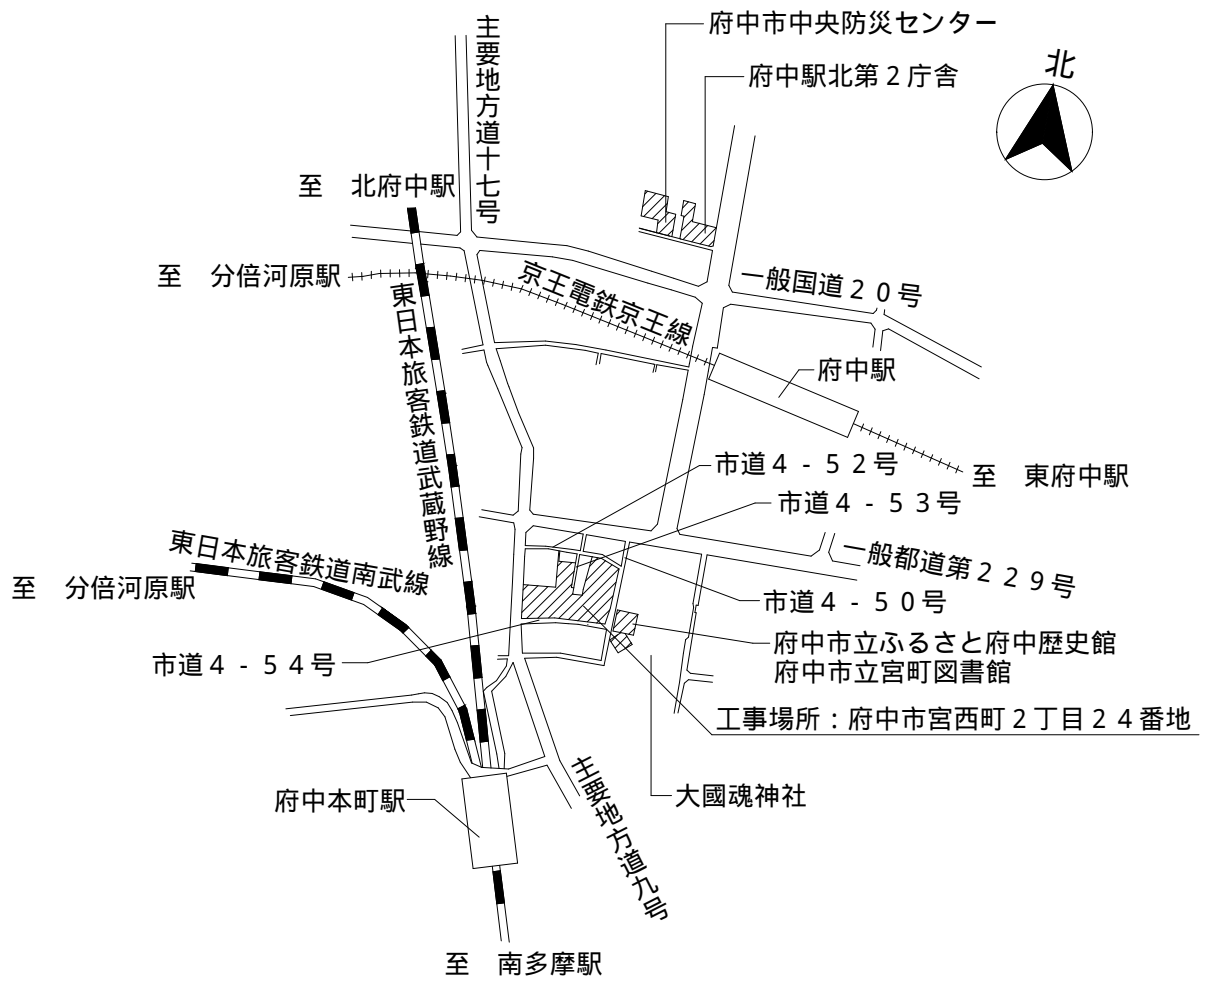 府中市中央防災センター
主要地方道十七号
北
府中駅北第２庁舎
至　北府中駅
至　分倍河原駅
京王電鉄京王線
一般国道２０号
東日本旅客鉄道武蔵野線
府中駅
市道４-５２号
至　東府中駅
市道４-５３号
東日本旅客鉄道南武線
一般都道第２２９号
至　分倍河原駅
市道４-５０号
府中市立ふるさと府中歴史館
府中市立宮町図書館
市道４-５４号
工事場所：府中市宮西町２丁目２４番地
主要地方道九号
府中本町駅
大國魂神社
至　南多摩駅